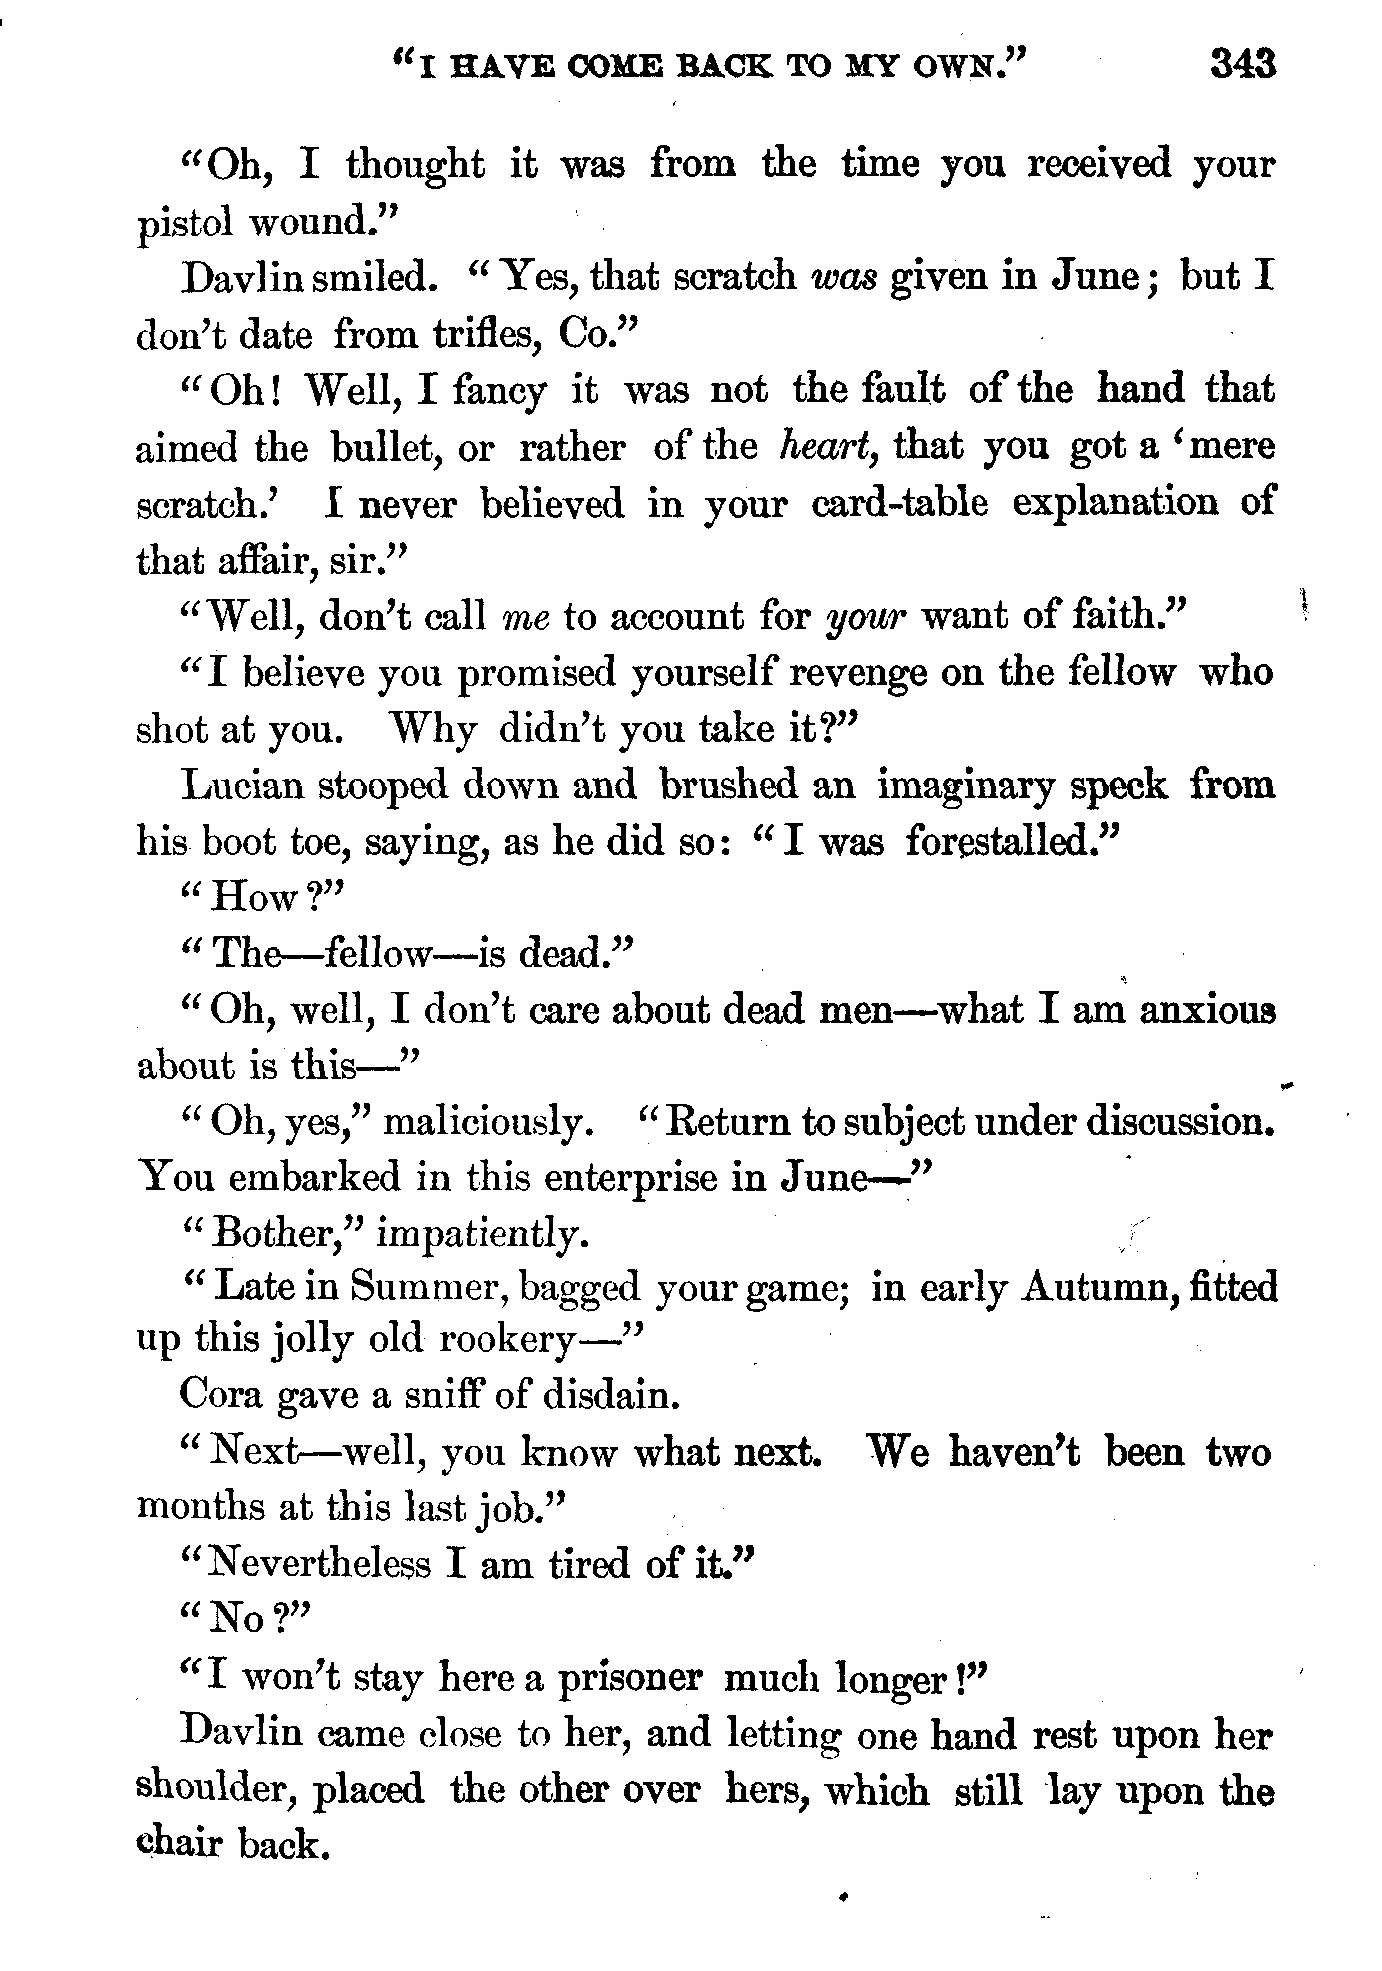 “I HAVE COME BACK TO MY OWN.” 343
“Oh, I thought it was from the time you received your
pistol wound.”
Davlin smiled. “Yes, that scratch was given in June; but I
don’t date from trifles, Co.”
“Oh! Well, I fancy it was not the fault of the hand that
aimed the bullet, or rather of the heart, that you got a ‘mere
scratch.’ I never believed in your card-table explanation of
that affair, sir.”
“Well, don’t call me to account for your want of faith.”
“I believe you promised yourself revenge on the fellow who
shot at you. Why didn’t you take it?”
Lucian stooped down and brushed an imaginary speck from
his boot toe, saying, as he did so: “I was forestalled.”
“How?”
“The—fellow—is dead.”
“Oh, well, I don’t care about dead men—what I am anxious
about is this—”
“Oh, yes,” maliciously. “Return to subject under discussion.
You embarked in this enterprise in June—”
“Bother,” impatiently.
“Late in Summer, bagged your game; in early Autumn, fitted
up this jolly old rookery—”
Cora gave a sniff of disdain.
“Next—well, you know what next. We haven’t been two
months at this last job.”
“Nevertheless I am tired of it.”
“No?”
“I won’t stay here a prisoner much longer!”
Davlin came close to her, and letting one hand rest upon her
shoulder, placed the other over hers, which still lay upon the
chair back.